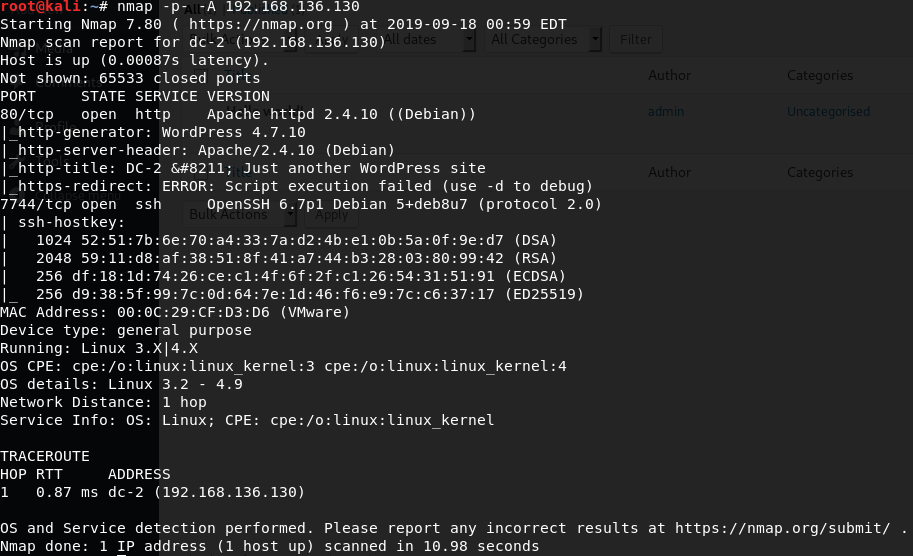 root@kali:~# nmap -p- -A 192.168.136.130
Starting Nmap 7.80 ( https://nmap.org ) at 2019-09-18 00:59 EDT
Nmap scan report for dc-2 (192.168.136.130)
All dates
All Categories
Filter
Host is up (0.00087s latency).
Not shown: 65533 closed ports
Author
Categories
PORT     STATE SERVICE VERSION
80/tcp   open  http    Apache httpd 2.4.10 ((Debian))
admin
Uncategorised
|_http-generator: WordPress 4.7.10
|_http-server-header: Apache/2.4.10 (Debian)
|_http-title: DC-2 &#8211; Just another WordPress site
Author
Categories
|_https-redirect: ERROR: Script execution failed (use -d to debug)
7744/tcp open  ssh     OpenSSH 6.7p1 Debian 5+deb8u7 (protocol 2.0)
Bulk Actions
Apply
| ssh-hostkey:
|   1024 52:51:7b:6e:70:a4:33:7a:d2:4b:e1:0b:5a:0f:9e:d7 (DSA)
|   2048 59:11:d8:af:38:51:8f:41:a7:44:b3:28:03:80:99:42 (RSA)
|   256 df:18:1d:74:26:ce:c1:4f:6f:2f:c1:26:54:31:51:91 (ECDSA)
|_  256 d9:38:5f:99:7c:0d:64:7e:1d:46:f6:e9:7c:c6:37:17 (ED25519)
MAC Address: 00:0C:29:CF:D3:D6 (VMware)
Device type: general purpose
Running: Linux 3.X|4.X
OS CPE: cpe:/o:linux:linux_kernel:3 cpe:/o:linux:linux_kernel:4
OS details: Linux 3.2 - 4.9
Network Distance: 1 hop
Service Info: OS: Linux; CPE: cpe:/o:linux:linux_kernel
TRACEROUTE
HOP RTT     ADDRESS
1   0.87 ms dc-2 (192.168.136.130)
OS and Service detection performed. Please report any incorrect results at https://nmap.org/submit/ .
Nmap done: 1 IP address (1 host up) scanned in 10.98 seconds